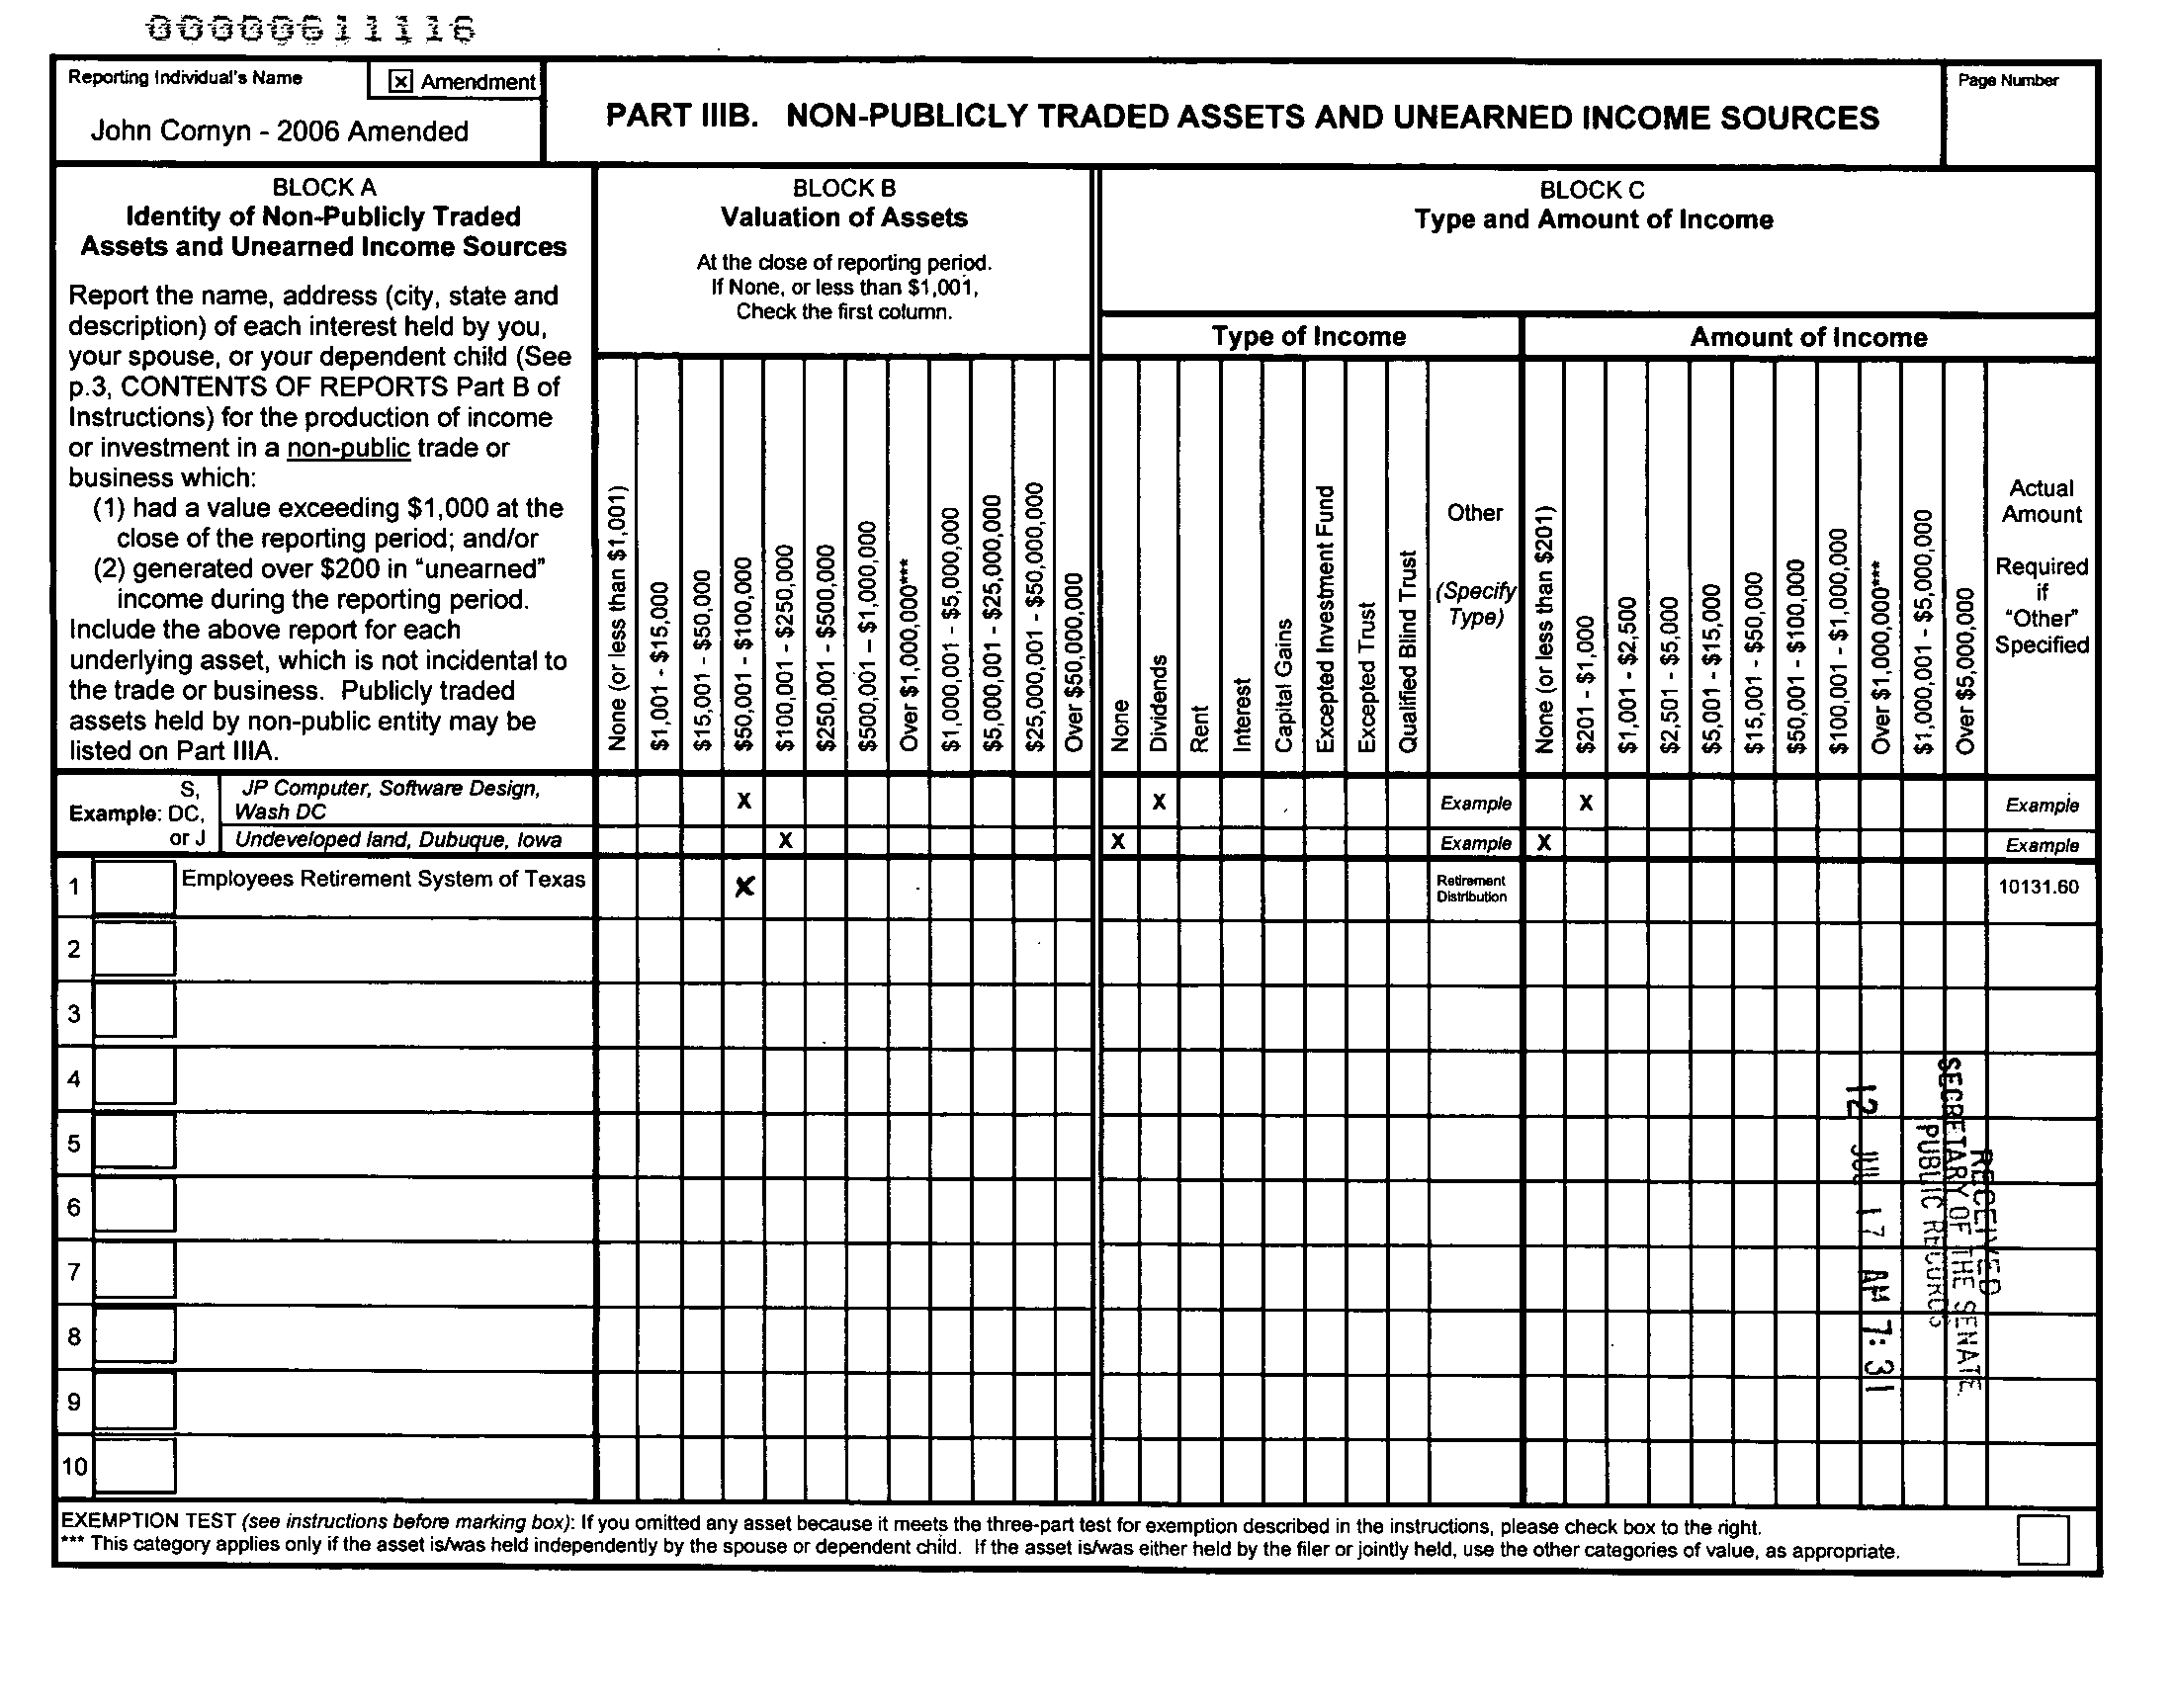 00000611116
Reporting Individual's Name
[x] Amendment
John Cornyn - 2006 Amended
PART IIIB. NON-PUBLICLY TRADED ASSETS AND UNEARNED INCOME SOURCES
Page Number
BLOCK A
Identity of Non-Publicly Traded
Assets and Unearned Income Sources
Report the name, address (city, state and
description) of each interest held by you,
your spouse, or your dependent child (See
p.3, CONTENTS OF REPORTS Part B of
Instructions) for the production of income
or investment in a non-public trade or
business which:
(1) had a value exceeding $1,000 at the
close of the reporting period; and/or
(2) generated over $200 in "unearned"
income during the reporting period.
Include the above report for each
underlying asset, which is not incidental to
the trade or business. Publicly traded
assets held by non-public entity may be
listed on Part IIIA.
BLOCK B
Valuation of Assets
At the close of reporting period.
If None, or less than $1,001,
Check the first column.
None (or less than $1,001)
$1,001 - $15,000
$15,001 - $50,000
$50,001 - $100,000
$100,001 - $250,000
$250,001 - $500,000
$500,001 – $1,000,000
Over $1,000,000***
$1,000,001 - $5,000,000
$5,000,001 - $25,000,000
$25,000,001 - $50,000,000
Over $50,000,000
BLOCK C
Type and Amount of Income
Type of Income
None
Dividends
Rent
Interest
Capital Gains
Excepted Investment Fund
Excepted Trust
Qualified Blind Trust
Other
(Specify
Type)
Amount of Income
None (or less than $201)
$201 - $1,000
$1,001 - $2,500
$2,501 - $5,000
$5,001 - $15,000
$15,001 - $50,000
$50,001 - $100,000
$100,001 - $1,000,000
Over $1,000,000***
$1,000,001 - $5,000,000
Over $5,000,000
Actual
Amount
Required
if
"Other"
Specified
Example: S, DC, or J
JP Computer, Software Design,
Wash DC
X X Example X Example
Undeveloped land, Dubuque, Iowa X X Example X Example
1 Employees Retirement System of Texas X Retirement Distribution 10131.60
2
3
4
5
6
7
8
9
10
RECEIVED
SECRETARY OF THE SENATE
PUBLIC RECORDS
12 JUL 17 AM 7:31
EXEMPTION TEST (see instructions before marking box): If you omitted any asset because it meets the three-part test for exemption described in the instructions, please check box to the right.
*** This category applies only if the asset is/was held independently by the spouse or dependent child. If the asset is/was either held by the filer or jointly held, use the other categories of value, as appropriate.